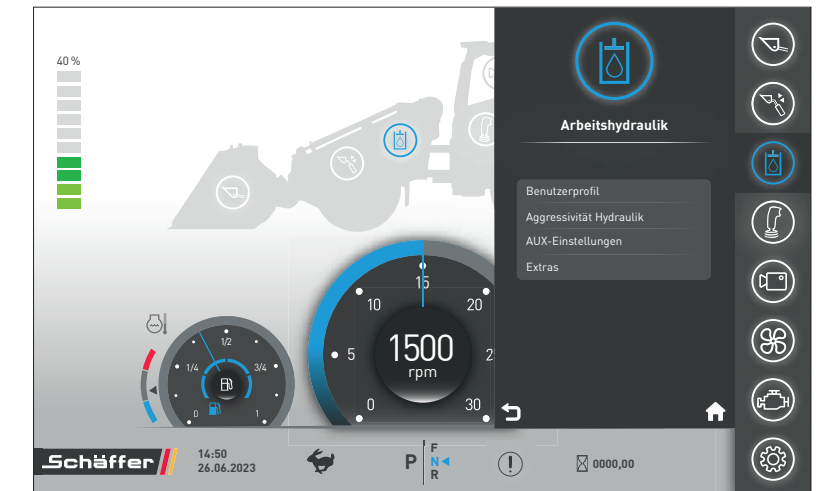 40 %
Arbeitshydraulik
Benutzerprofil
Aggressivität Hydraulik
AUX-Einstellungen
Extras
15
10
20
5
2
0
30
1500
rpm
1/2
1/4
3/4
0
1
Schäffer
14:50
26.06.2023
P
F
N
R
0000,00